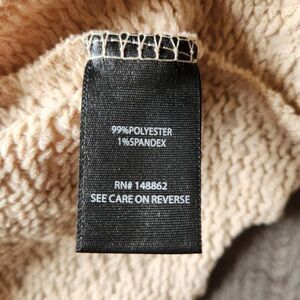 99%POLYESTER
1%SPANDEX
RN# 148862
SEE CARE ON REVERSE